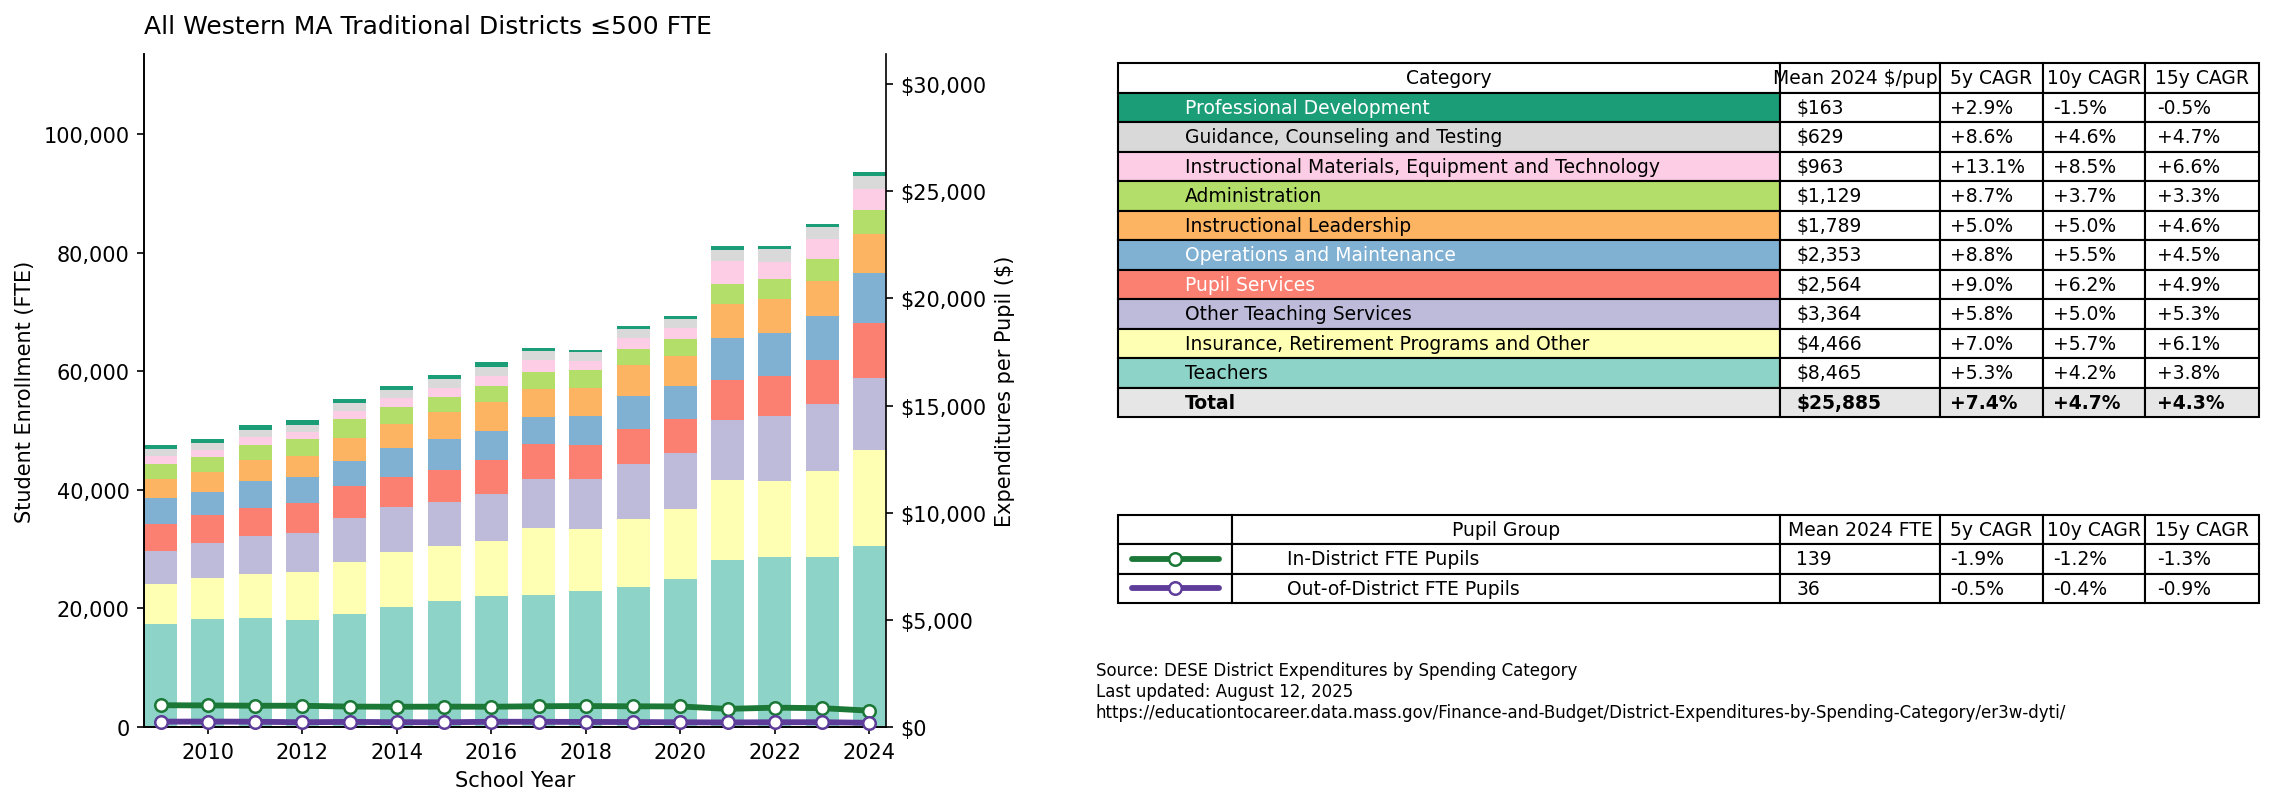 All Western MA Traditional Districts ≤500 FTE
Student Enrollment (FTE)
100,000
80,000
60,000
40,000
20,000
0
2010 2012 2014 2016 2018 2020 2022 2024
School Year
$30,000
$25,000
$20,000
$15,000
$10,000
$5,000
$0
Expenditures per Pupil ($)
Category Mean 2024 $/pup 5y CAGR 10y CAGR 15y CAGR
Professional Development $163 +2.9% -1.5% -0.5%
Guidance, Counseling and Testing $629 +8.6% +4.6% +4.7%
Instructional Materials, Equipment and Technology $963 +13.1% +8.5% +6.6%
Administration $1,129 +8.7% +3.7% +3.3%
Instructional Leadership $1,789 +5.0% +5.0% +4.6%
Operations and Maintenance $2,353 +8.8% +5.5% +4.5%
Pupil Services $2,564 +9.0% +6.2% +4.9%
Other Teaching Services $3,364 +5.8% +5.0% +5.3%
Insurance, Retirement Programs and Other $4,466 +7.0% +5.7% +6.1%
Teachers $8,465 +5.3% +4.2% +3.8%
Total $25,885 +7.4% +4.7% +4.3%
Pupil Group Mean 2024 FTE 5y CAGR 10y CAGR 15y CAGR
In-District FTE Pupils 139 -1.9% -1.2% -1.3%
Out-of-District FTE Pupils 36 -0.5% -0.4% -0.9%
Source: DESE District Expenditures by Spending Category
Last updated: August 12, 2025
https://educationtocareer.data.mass.gov/Finance-and-Budget/District-Expenditures-by-Spending-Category/er3w-dyti/